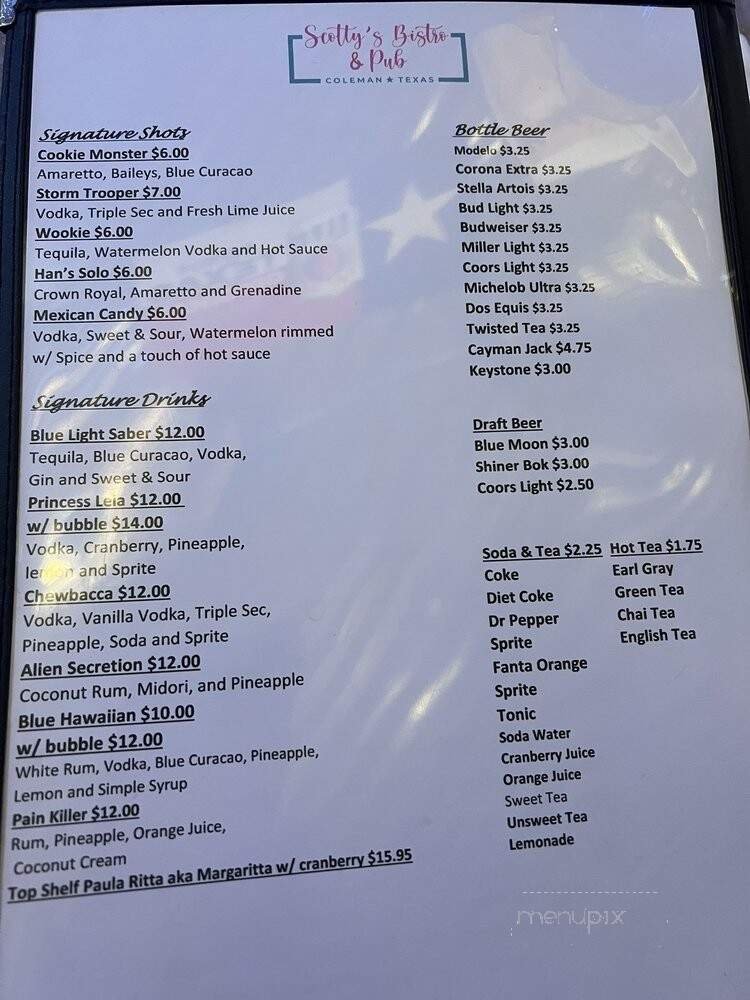 Scotty's Bistro
& Pub
COLEMAN ★ TEXAS
Signature Shots
Cookie Monster $6.00
Amaretto, Baileys, Blue Curacao
Storm Trooper $7.00
Vodka, Triple Sec and Fresh Lime Juice
Wookie $6.00
Tequila, Watermelon Vodka and Hot Sauce
Han's Solo $6.00
Crown Royal, Amaretto and Grenadine
Mexican Candy $6.00
Vodka, Sweet & Sour, Watermelon rimmed
w/ Spice and a touch of hot sauce
Signature Drinks
Blue Light Saber $12.00
Tequila, Blue Curacao, Vodka,
Gin and Sweet & Sour
Princess Leia $12.00
w/ bubble $14.00
Vodka, Cranberry, Pineapple,
lemon and Sprite
Chewbacca $12.00
Vodka, Vanilla Vodka, Triple Sec,
Pineapple, Soda and Sprite
Alien Secretion $12.00
Coconut Rum, Midori, and Pineapple
Blue Hawaiian $10.00
w/ bubble $12.00
White Rum, Vodka, Blue Curacao, Pineapple,
Lemon and Simple Syrup
Pain Killer $12.00
Rum, Pineapple, Orange Juice,
Coconut Cream
Top Shelf Paula Ritta aka Margaritta w/ cranberry $15.95
Bottle Beer
Modelo $3.25
Corona Extra $3.25
Stella Artois $3.25
Bud Light $3.25
Budweiser $3.25
Miller Light $3.25
Coors Light $3.25
Michelob Ultra $3.25
Dos Equis $3.25
Twisted Tea $3.25
Cayman Jack $4.75
Keystone $3.00
Draft Beer
Blue Moon $3.00
Shiner Bok $3.00
Coors Light $2.50
Soda & Tea $2.25
Coke
Diet Coke
Dr Pepper
Sprite
Fanta Orange
Sprite
Tonic
Soda Water
Cranberry Juice
Orange Juice
Sweet Tea
Unsweet Tea
Lemonade
Hot Tea $1.75
Earl Gray
Green Tea
Chai Tea
English Tea
menupix